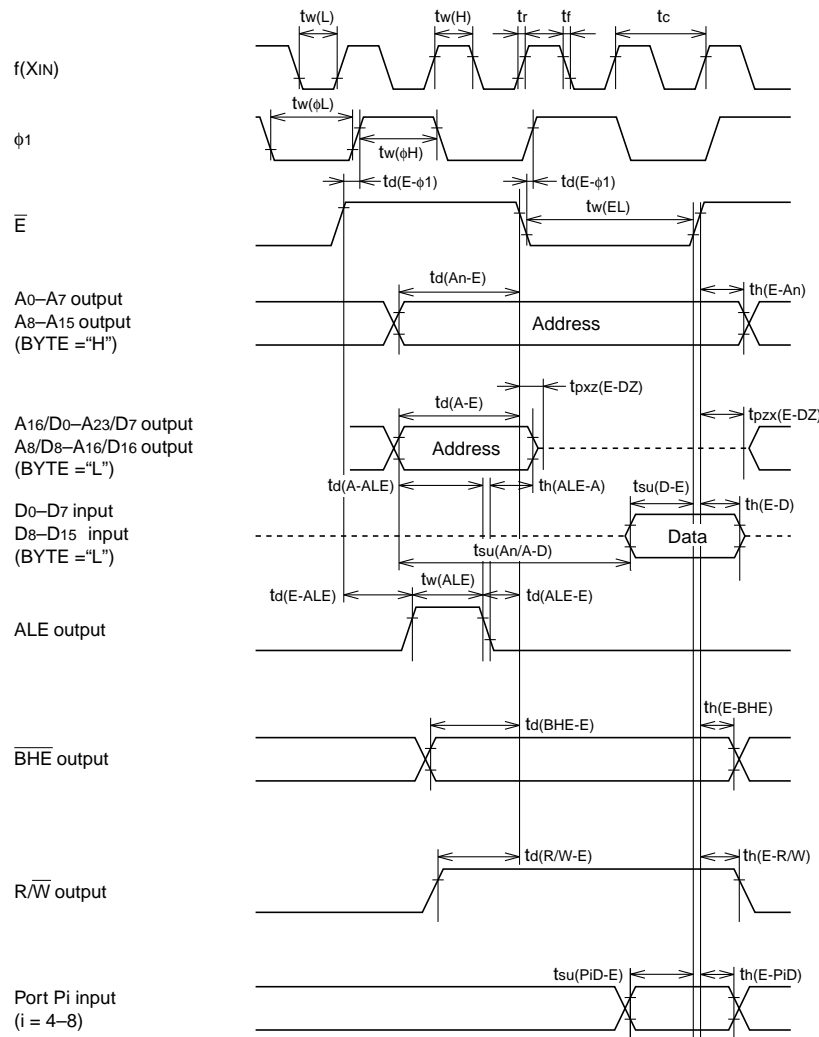 tw(L) tw(H) tr tf tc
f(XIN)
tw(ϕL)
ϕ1
tw(ϕH)
td(E-ϕ1) td(E-ϕ1)
tw(EL)
E̅
td(An-E) th(E-An)
A0–A7 output
A8–A15 output
(BYTE =“H”)
Address
tpxz(E-DZ)
td(A-E) tpzx(E-DZ)
A16/D0–A23/D7 output
A8/D8–A16/D16 output
(BYTE =“L”)
Address
td(A-ALE) th(ALE-A) tsu(D-E) th(E-D)
D0–D7 input
D8–D15 input
(BYTE =“L”)
Data
tsu(An/A-D)
tw(ALE)
td(E-ALE) td(ALE-E)
ALE output
th(E-BHE)
td(BHE-E)
B̅H̅E̅ output
td(R/W-E) th(E-R/W)
R/W̅ output
tsu(PiD-E) th(E-PiD)
Port Pi input
(i = 4–8)